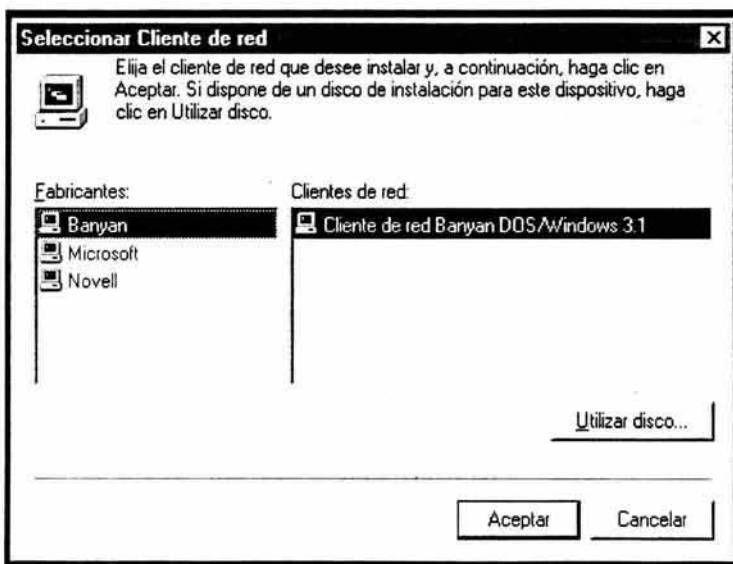 Seleccionar Cliente de red
Elija el cliente de red que desee instalar y, a continuación, haga clic en
Aceptar. Si dispone de un disco de instalación para este dispositivo, haga
clic en Utilizar disco.
Fabricantes:
Banyan
Microsoft
Novell
Clientes de red:
Cliente de red Banyan DOS/Windows 3.1
Utilizar disco...
Aceptar
Cancelar